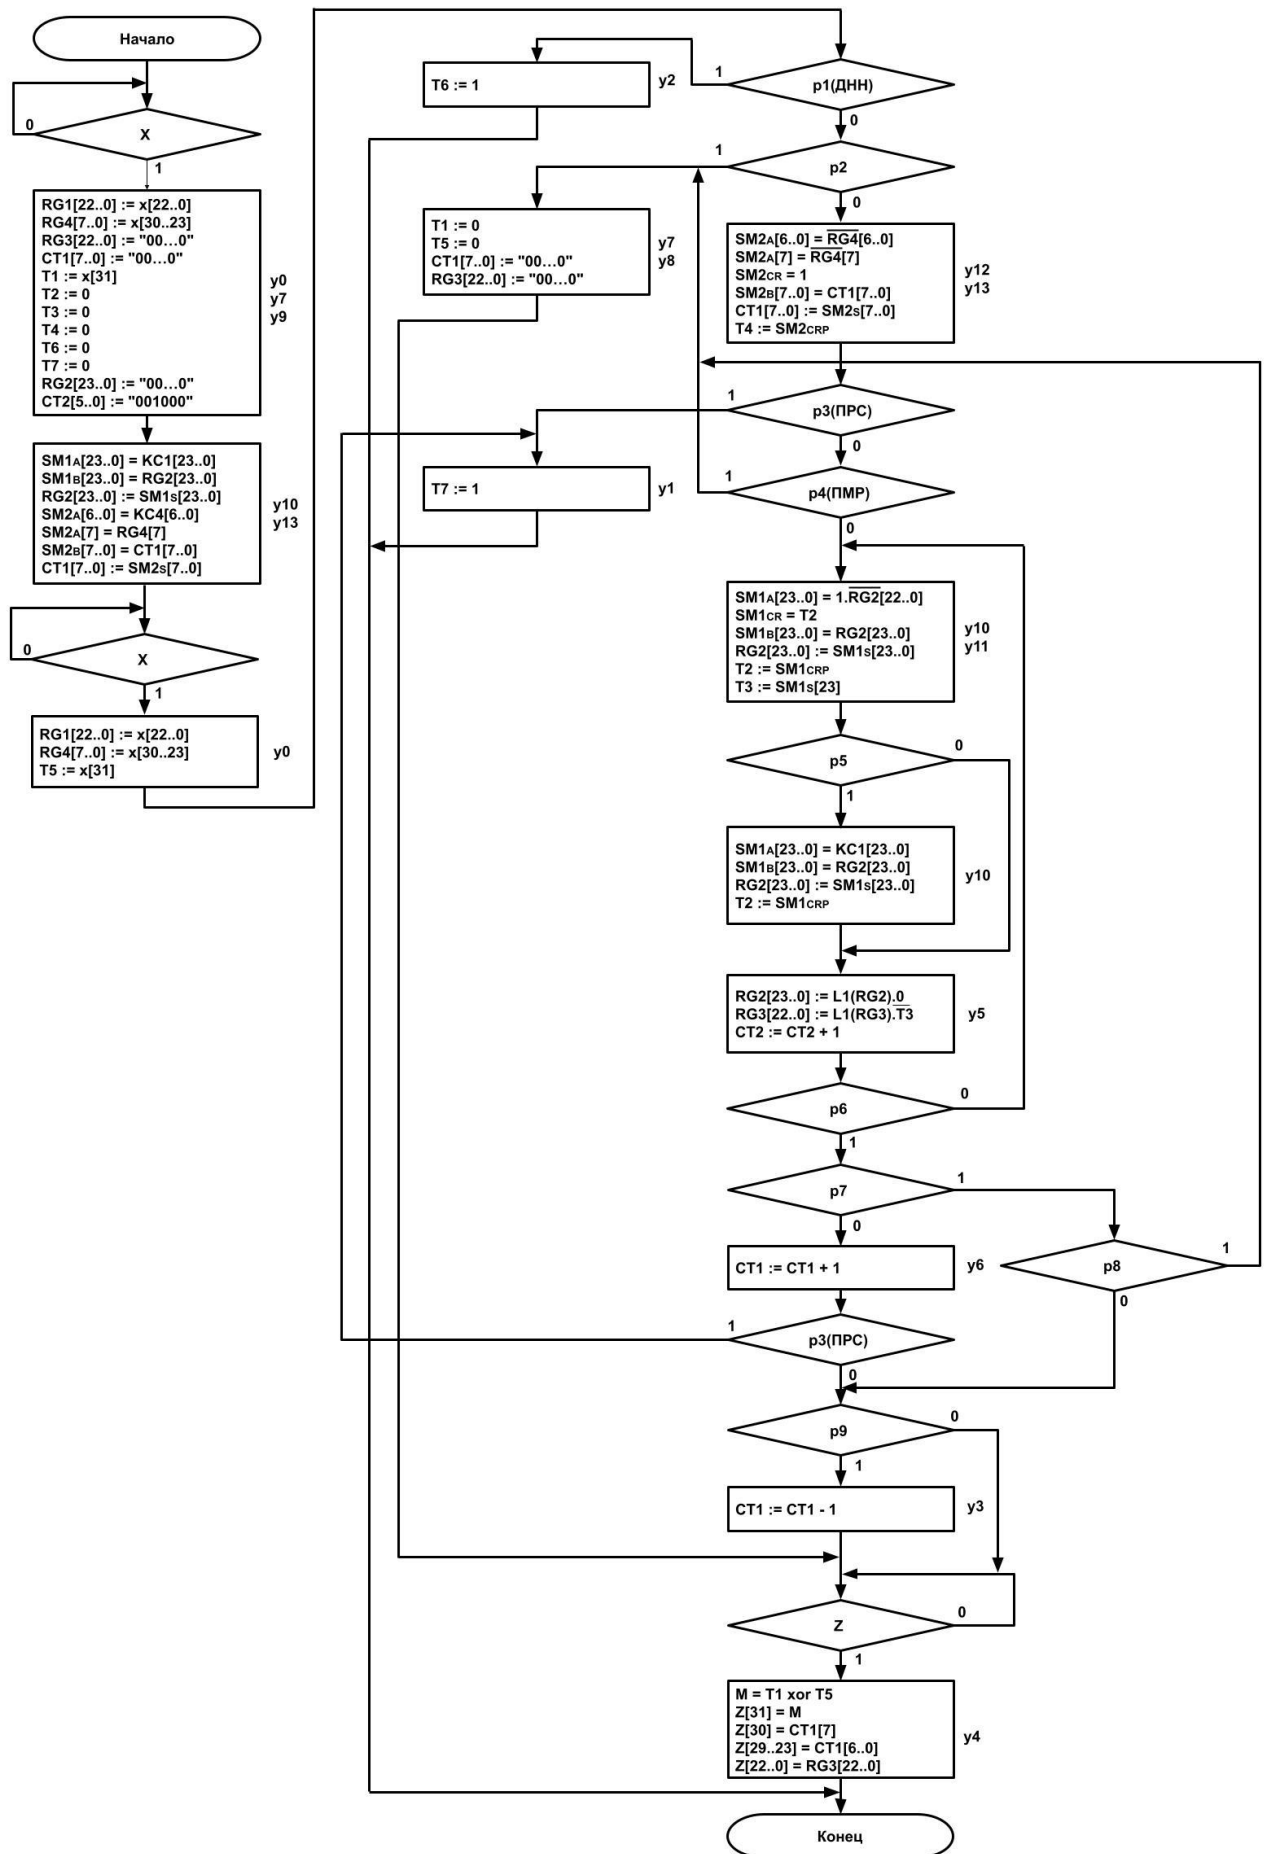 Начало
X
0
1
RG1[22..0] := x[22..0]
RG4[7..0] := x[30..23]
RG3[22..0] := "00...0"
CT1[7..0] := "00...0"
T1 := x[31]
T2 := 0
T3 := 0
T4 := 0
T6 := 0
T7 := 0
RG2[23..0] := "00...0"
CT2[5..0] := "001000"
y0
y7
y9
SM1A[23..0] = KC1[23..0]
SM1B[23..0] = RG2[23..0]
RG2[23..0] := SM1S[23..0]
SM2A[6..0] = KC4[6..0]
SM2A[7] = RG4[7]
SM2B[7..0] = CT1[7..0]
CT1[7..0] := SM2S[7..0]
y10
y13
X
0
1
RG1[22..0] := x[22..0]
RG4[7..0] := x[30..23]
T5 := x[31]
y0
p1(ДНН)
1
0
T6 := 1
y2
p2
1
0
T1 := 0
T5 := 0
CT1[7..0] := "00...0"
RG3[22..0] := "00...0"
y7
y8
SM2A[6..0] = R̅G̅4̅[6..0]
SM2A[7] = R̅G̅4̅[7]
SM2CR = 1
SM2B[7..0] = CT1[7..0]
CT1[7..0] := SM2S[7..0]
T4 := SM2CRP
y12
y13
p3(ПРС)
1
0
T7 := 1
y1
p4(ПМР)
1
0
SM1A[23..0] = 1.R̅G̅2̅[22..0]
SM1CR = T2
SM1B[23..0] = RG2[23..0]
RG2[23..0] := SM1S[23..0]
T2 := SM1CRP
T3 := SM1S[23]
y10
y11
p5
0
1
SM1A[23..0] = KC1[23..0]
SM1B[23..0] = RG2[23..0]
RG2[23..0] := SM1S[23..0]
T2 := SM1CRP
y10
RG2[23..0] := L1(RG2).0
RG3[22..0] := L1(RG3).T̅3̅
CT2 := CT2 + 1
y5
p6
0
1
p7
1
0
p8
1
0
CT1 := CT1 + 1
y6
p3(ПРС)
1
0
p9
0
1
CT1 := CT1 - 1
y3
Z
0
1
M = T1 xor T5
Z[31] = M
Z[30] = CT1[7]
Z[29..23] = CT1[6..0]
Z[22..0] = RG3[22..0]
y4
Конец